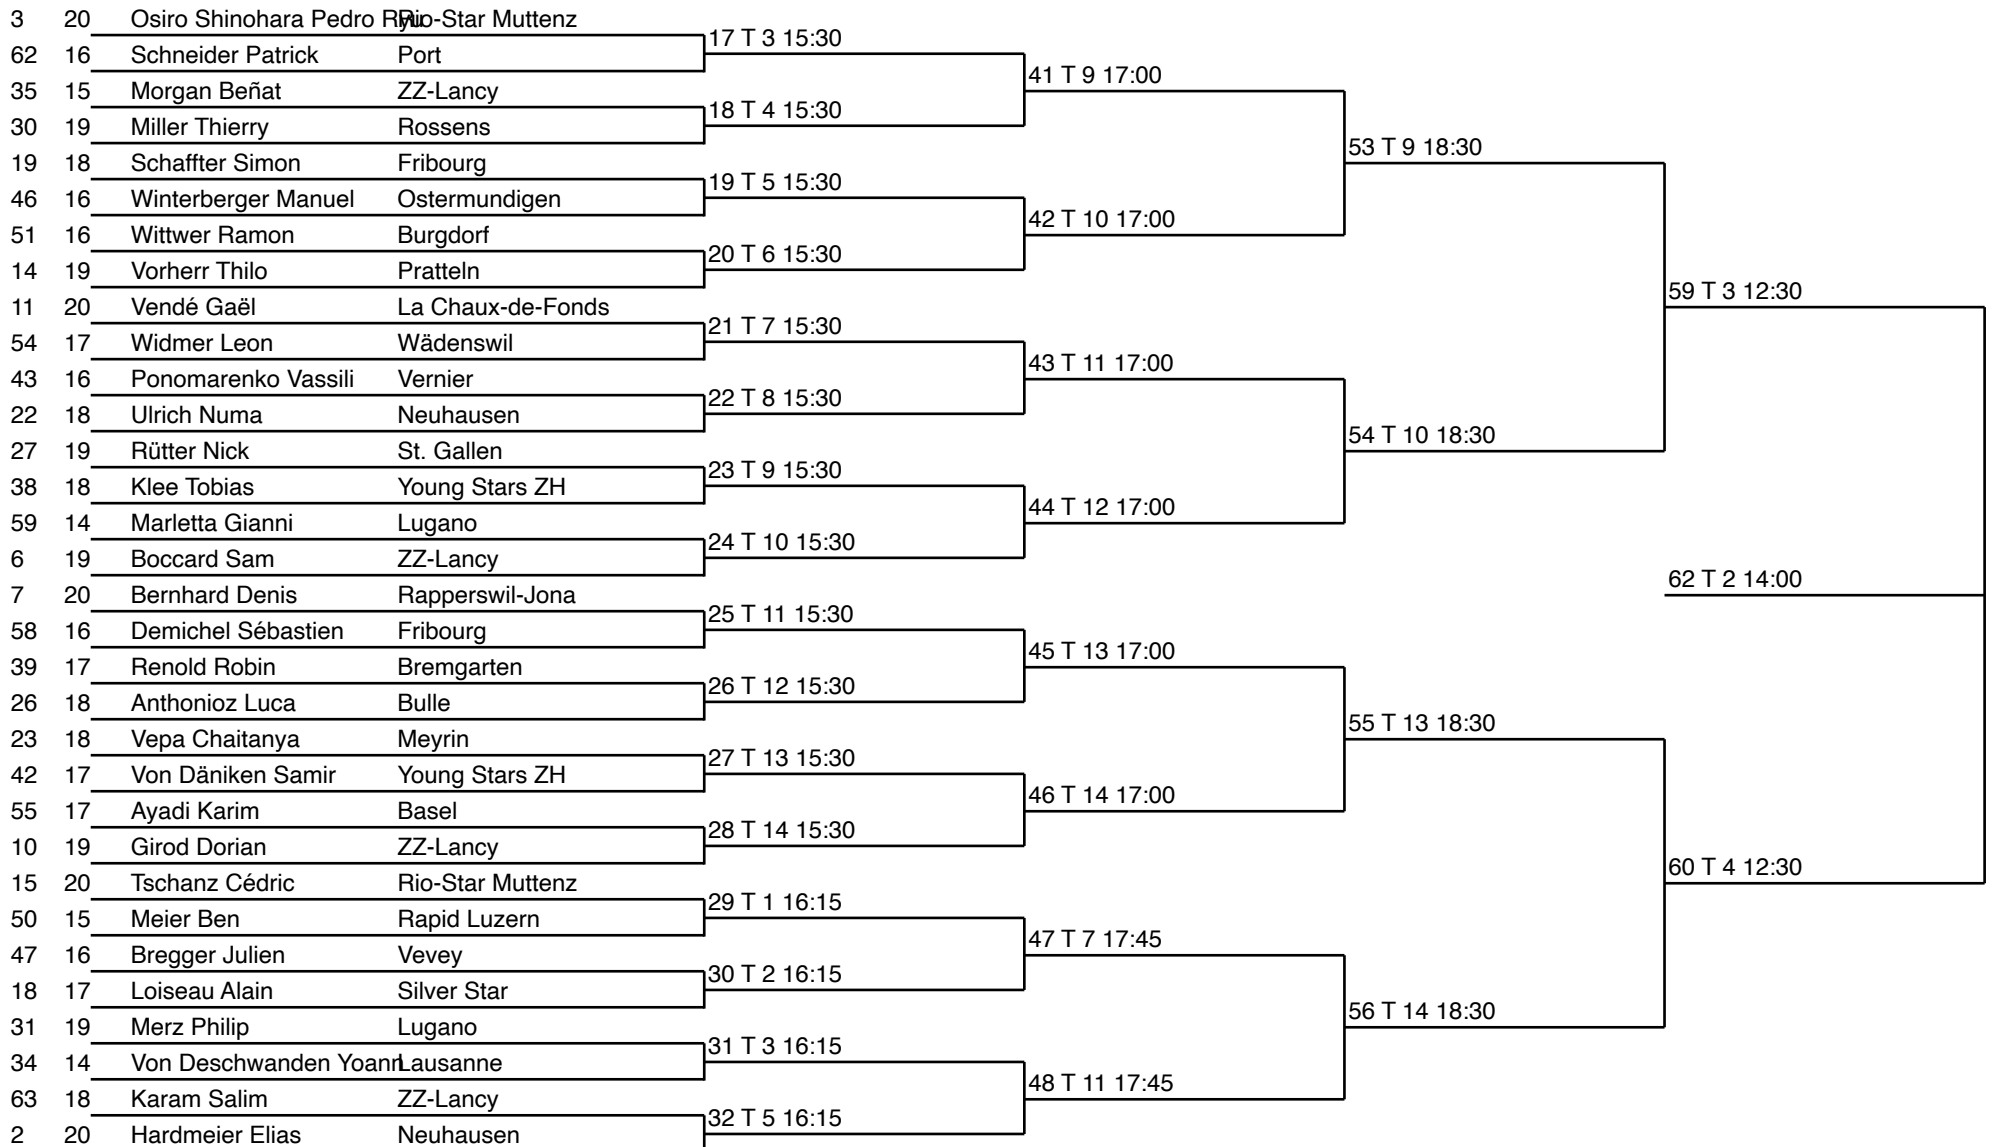 3 20 Osiro Shinohara Pedro Ryu Rio-Star Muttenz
17 T 3 15:30
62 16 Schneider Patrick Port
41 T 9 17:00
35 15 Morgan Beñat ZZ-Lancy
18 T 4 15:30
30 19 Miller Thierry Rossens
53 T 9 18:30
19 18 Schaffter Simon Fribourg
19 T 5 15:30
46 16 Winterberger Manuel Ostermundigen
42 T 10 17:00
51 16 Wittwer Ramon Burgdorf
20 T 6 15:30
14 19 Vorherr Thilo Pratteln
59 T 3 12:30
11 20 Vendé Gaël La Chaux-de-Fonds
21 T 7 15:30
54 17 Widmer Leon Wädenswil
43 T 11 17:00
43 16 Ponomarenko Vassili Vernier
22 T 8 15:30
22 18 Ulrich Numa Neuhausen
54 T 10 18:30
27 19 Rütter Nick St. Gallen
23 T 9 15:30
38 18 Klee Tobias Young Stars ZH
44 T 12 17:00
59 14 Marletta Gianni Lugano
24 T 10 15:30
6 19 Boccard Sam ZZ-Lancy
62 T 2 14:00
7 20 Bernhard Denis Rapperswil-Jona
25 T 11 15:30
58 16 Demichel Sébastien Fribourg
45 T 13 17:00
39 17 Renold Robin Bremgarten
26 T 12 15:30
26 18 Anthonioz Luca Bulle
55 T 13 18:30
23 18 Vepa Chaitanya Meyrin
27 T 13 15:30
42 17 Von Däniken Samir Young Stars ZH
46 T 14 17:00
55 17 Ayadi Karim Basel
28 T 14 15:30
10 19 Girod Dorian ZZ-Lancy
60 T 4 12:30
15 20 Tschanz Cédric Rio-Star Muttenz
29 T 1 16:15
50 15 Meier Ben Rapid Luzern
47 T 7 17:45
47 16 Bregger Julien Vevey
30 T 2 16:15
18 17 Loiseau Alain Silver Star
56 T 14 18:30
31 19 Merz Philip Lugano
31 T 3 16:15
34 14 Von Deschwanden Yoann Lausanne
48 T 11 17:45
63 18 Karam Salim ZZ-Lancy
32 T 5 16:15
2 20 Hardmeier Elias Neuhausen